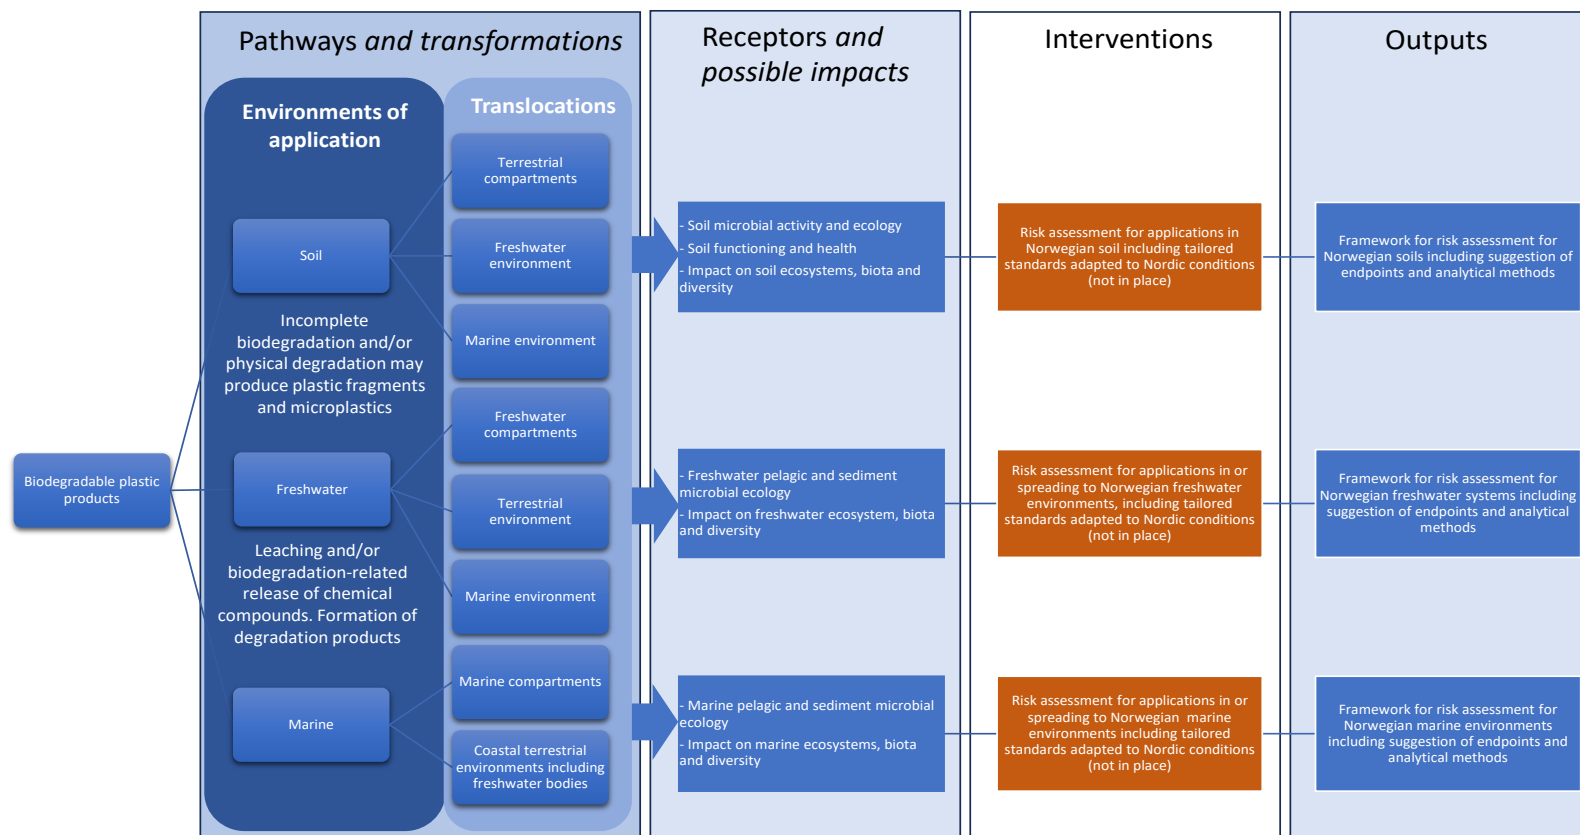 Pathways and transformations
Receptors and
possible impacts
Interventions
Outputs
Environments of
application
Translocations
Biodegradable plastic
products
Soil
Incomplete
biodegradation and/or
physical degradation may
produce plastic fragments
and microplastics
Freshwater
Leaching and/or
biodegradation-related
release of chemical
compounds. Formation of
degradation products
Marine
Terrestrial
compartments
Freshwater
environment
Marine environment
Freshwater
compartments
Terrestrial
environment
Marine environment
Marine compartments
Coastal terrestrial
environments including
freshwater bodies
- Soil microbial activity and ecology
- Soil functioning and health
- Impact on soil ecosystems, biota and
diversity
Risk assessment for applications in
Norwegian soil including tailored
standards adapted to Nordic conditions
(not in place)
Framework for risk assessment for
Norwegian soils including suggestion of
endpoints and analytical methods
- Freshwater pelagic and sediment
microbial ecology
- Impact on freshwater ecosystem, biota
and diversity
Risk assessment for applications in or
spreading to Norwegian freshwater
environments, including tailored
standards adapted to Nordic conditions
(not in place)
Framework for risk assessment for
Norwegian freshwater systems including
suggestion of endpoints and analytical
methods
- Marine pelagic and sediment microbial
ecology
- Impact on marine ecosystems, biota
and diversity
Risk assessment for applications in or
spreading to Norwegian marine
environments including tailored
standards adapted to Nordic conditions
(not in place)
Framework for risk assessment for
Norwegian marine environments
including suggestion of endpoints and
analytical methods